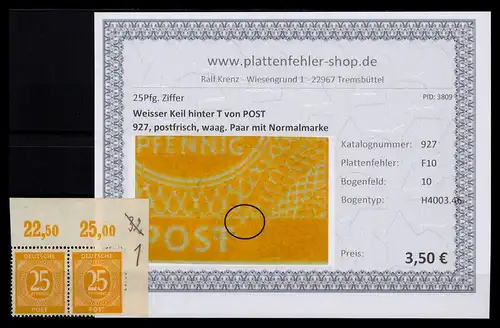 www.plattenfehler-shop.de
Ralf Krenz - Wiesengrund 1 - 22967 Tremsbüttel
25Pfg. Ziffer
PID: 3809
Weisser Keil hinter T von POST
927, postfrisch, waag. Paar mit Normalmarke
PFENNIG
POST
Katalognummer: 927
Plattenfehler: F10
Bogenfeld: 10
Bogentyp: H4003.46
Preis: 3,50 €
22,50 25,00
1
DEUTSCHE DEUTSCHE
25 25
POST POST